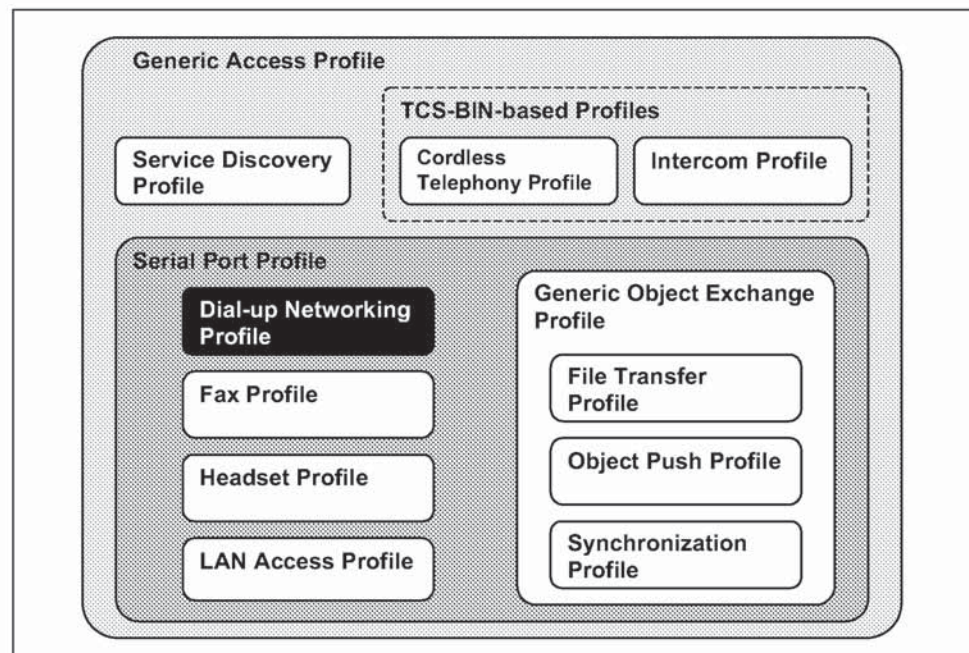 Generic Access Profile
TCS-BIN-based Profiles
Service Discovery
Profile
Cordless
Telephony Profile
Intercom Profile
Serial Port Profile
Dial-up Networking
Profile
Fax Profile
Headset Profile
LAN Access Profile
Generic Object Exchange
Profile
File Transfer
Profile
Object Push Profile
Synchronization
Profile